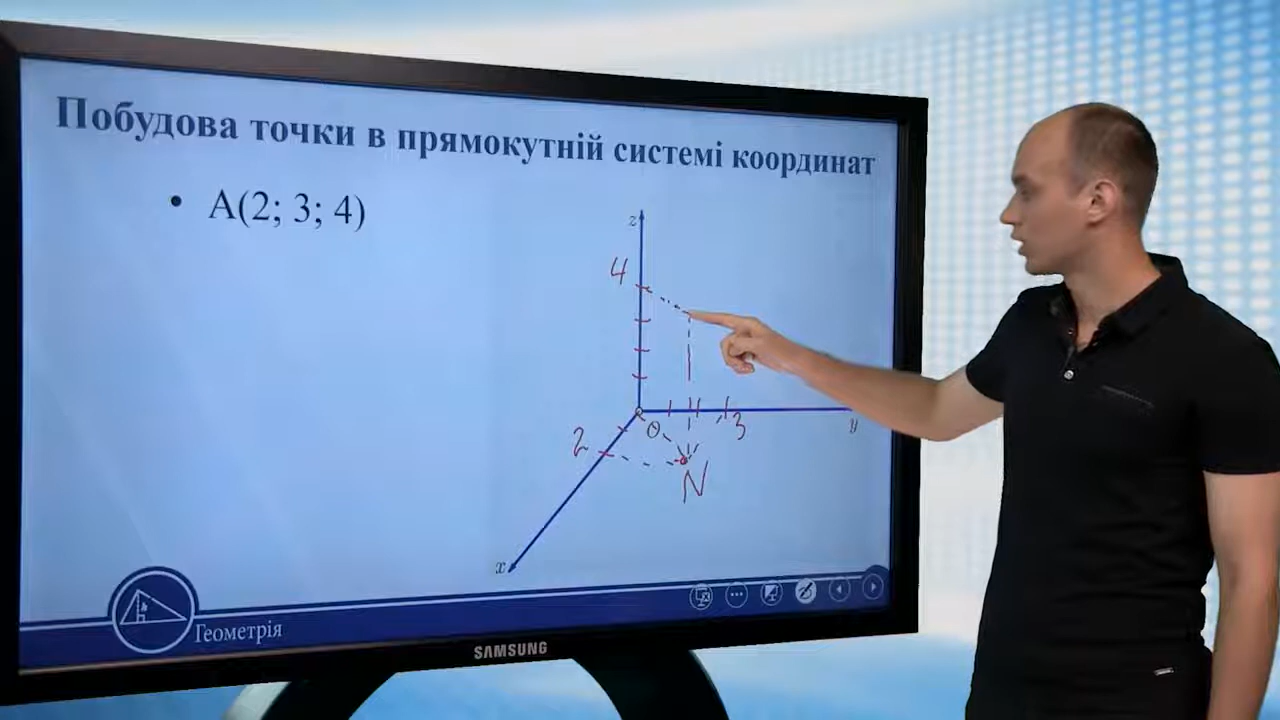 Побудова точки в прямокутній системі координат
• А(2; 3; 4)
z
4
2
O
3
y
N
x
Геометрія
SAMSUNG